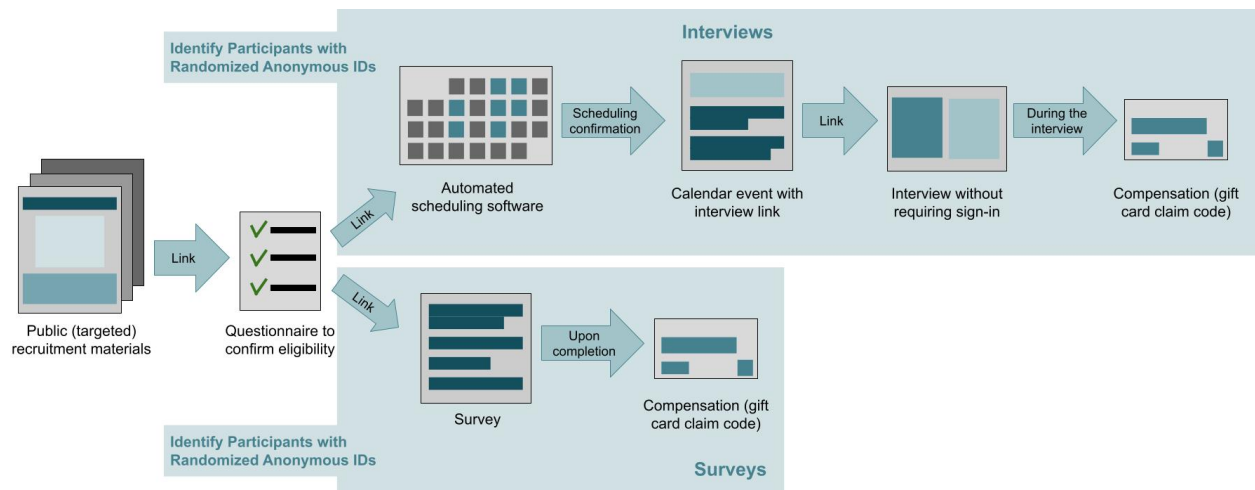 Identify Participants with
Randomized Anonymous IDs
Interviews
Scheduling
confirmation
Link
During the
interview
Automated
scheduling software
Calendar event with
interview link
Interview without
requiring sign-in
Compensation (gift
card claim code)
Link
Link
Public (targeted)
recruitment materials
Questionnaire to
confirm eligibility
Link
Upon
completion
Survey
Compensation (gift
card claim code)
Identify Participants with
Randomized Anonymous IDs
Surveys